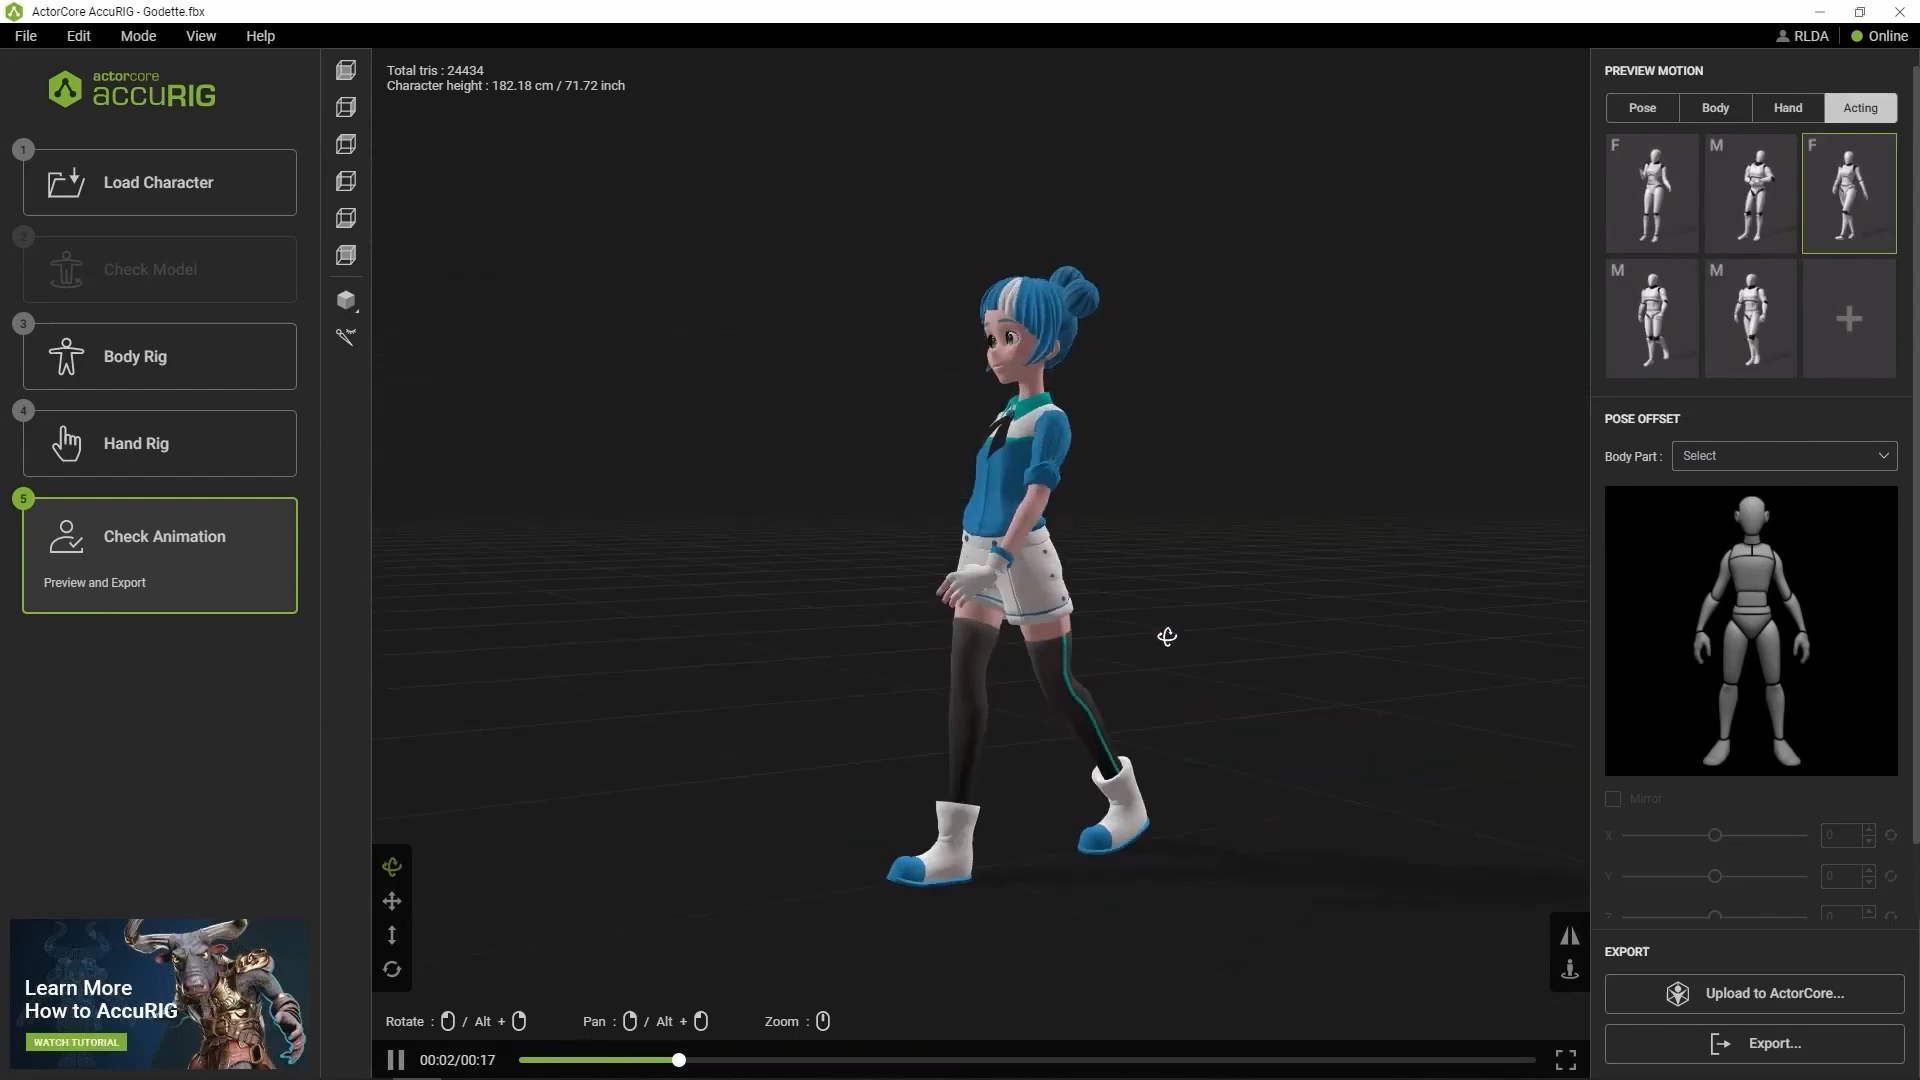 ActorCore AccuRIG - Godette.fbx
File Edit Mode View Help
RLDA Online
actorcore
accuRIG
1
Load Character
2
Check Model
3
Body Rig
4
Hand Rig
5
Check Animation
Preview and Export
Learn More
How to AccuRIG
WATCH TUTORIAL
Total tris : 24434
Character height : 182.18 cm / 71.72 inch
Rotate : / Alt + Pan : / Alt + Zoom :
00:02/00:17
PREVIEW MOTION
Pose Body Hand Acting
F M F
M M
POSE OFFSET
Body Part : Select
Mirror
X 0
Y 0
Z 0
EXPORT
Upload to ActorCore...
Export...